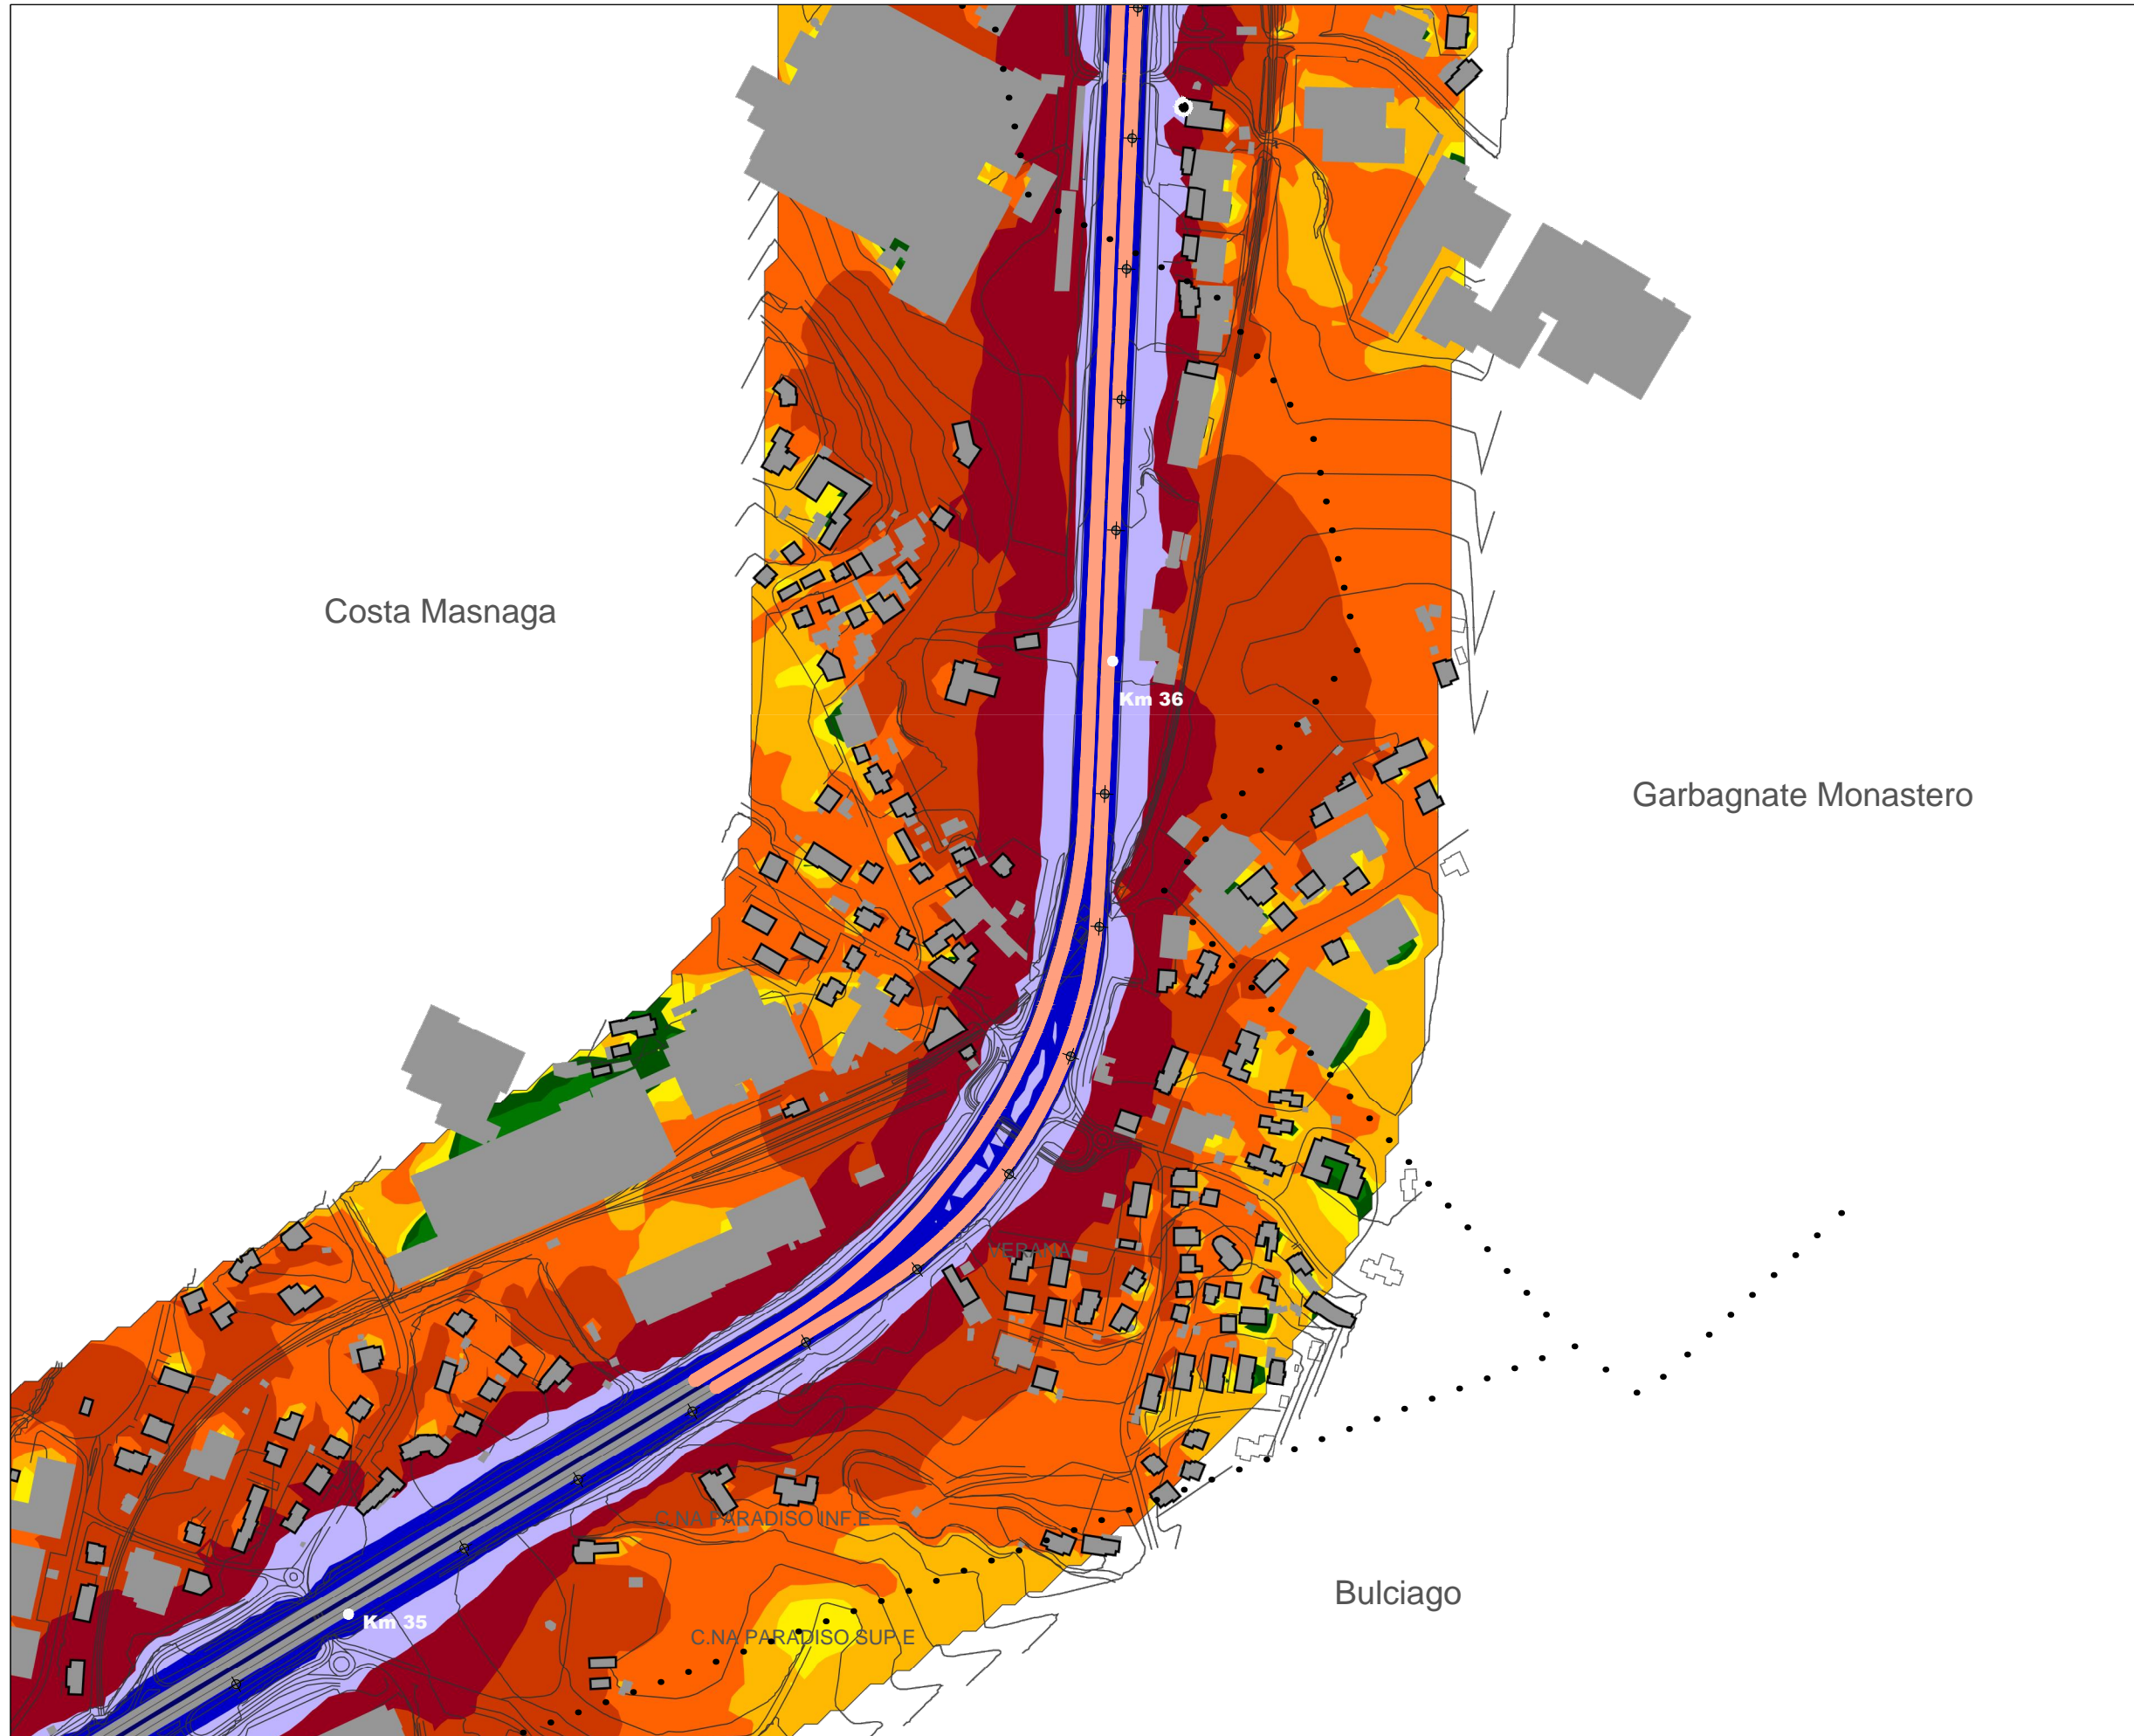 Costa Masnaga
Km 36
Garbagnate Monastero
VERANA
C.NA PARADISO INF.E
Bulciago
Km 35
C.NA PARADISO SUP.E